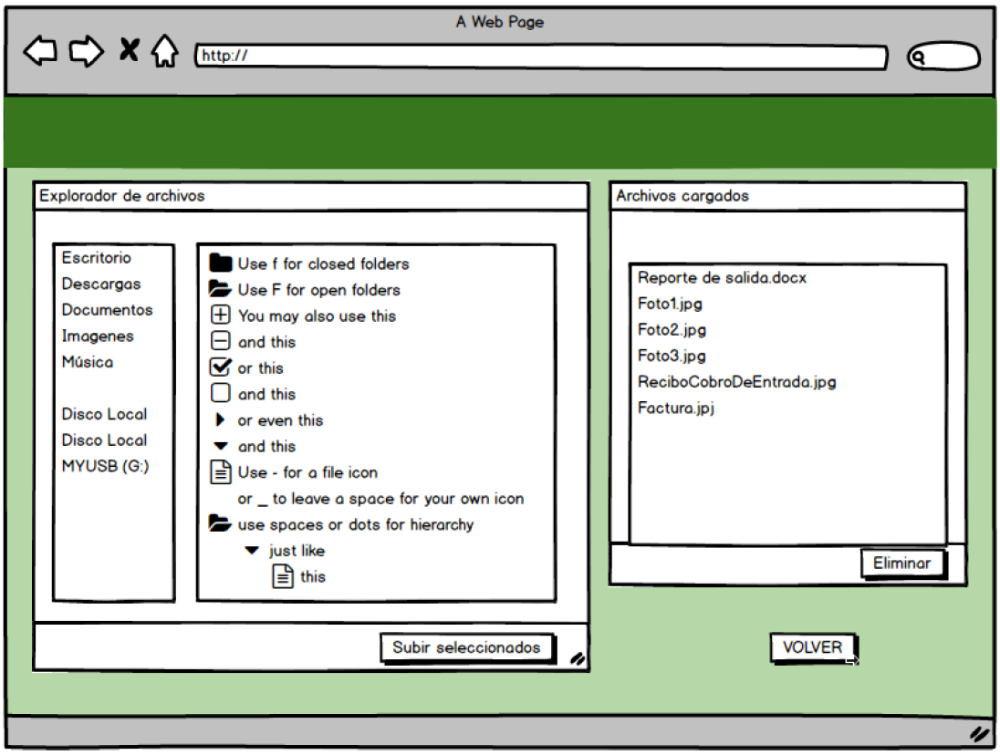 A Web Page
http://
Explorador de archivos
Escritorio
Descargas
Documentos
Imagenes
Música
Disco Local
Disco Local
MYUSB (G:)
Use f for closed folders
Use F for open folders
You may also use this
and this
or this
and this
or even this
and this
Use - for a file icon
or _ to leave a space for your own icon
use spaces or dots for hierarchy
just like
this
Subir seleccionados
Archivos cargados
Reporte de salida.docx
Foto1.jpg
Foto2.jpg
Foto3.jpg
ReciboCobroDeEntrada.jpg
Factura.jpj
Eliminar
VOLVER